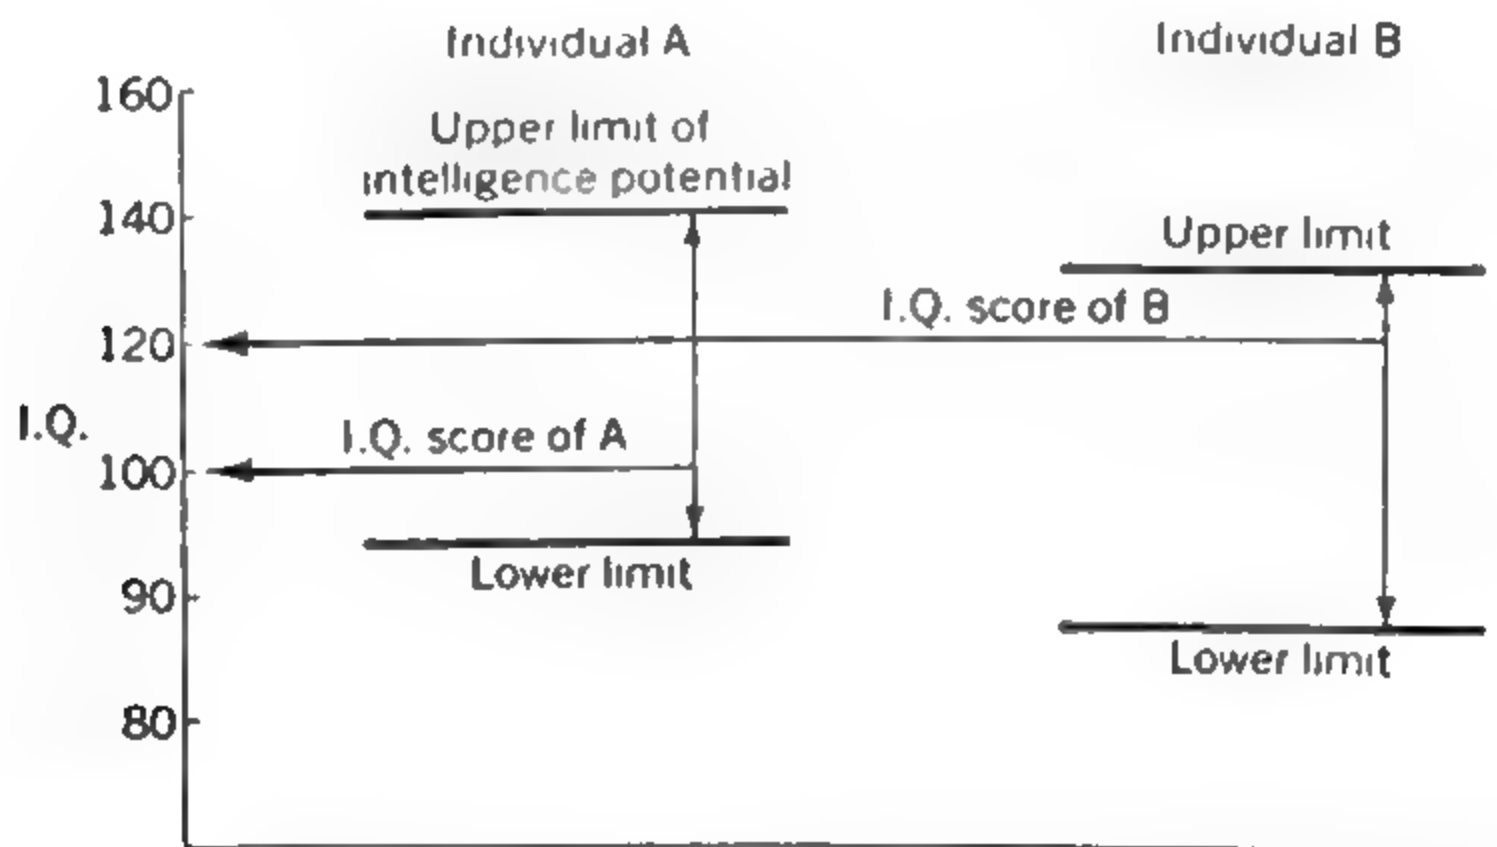 Individual A
Individual B
160
Upper limit of
intelligence potential
140
Upper limit
I.Q. score of B
120
I.Q.
I.Q. score of A
100
Lower limit
90
Lower limit
80